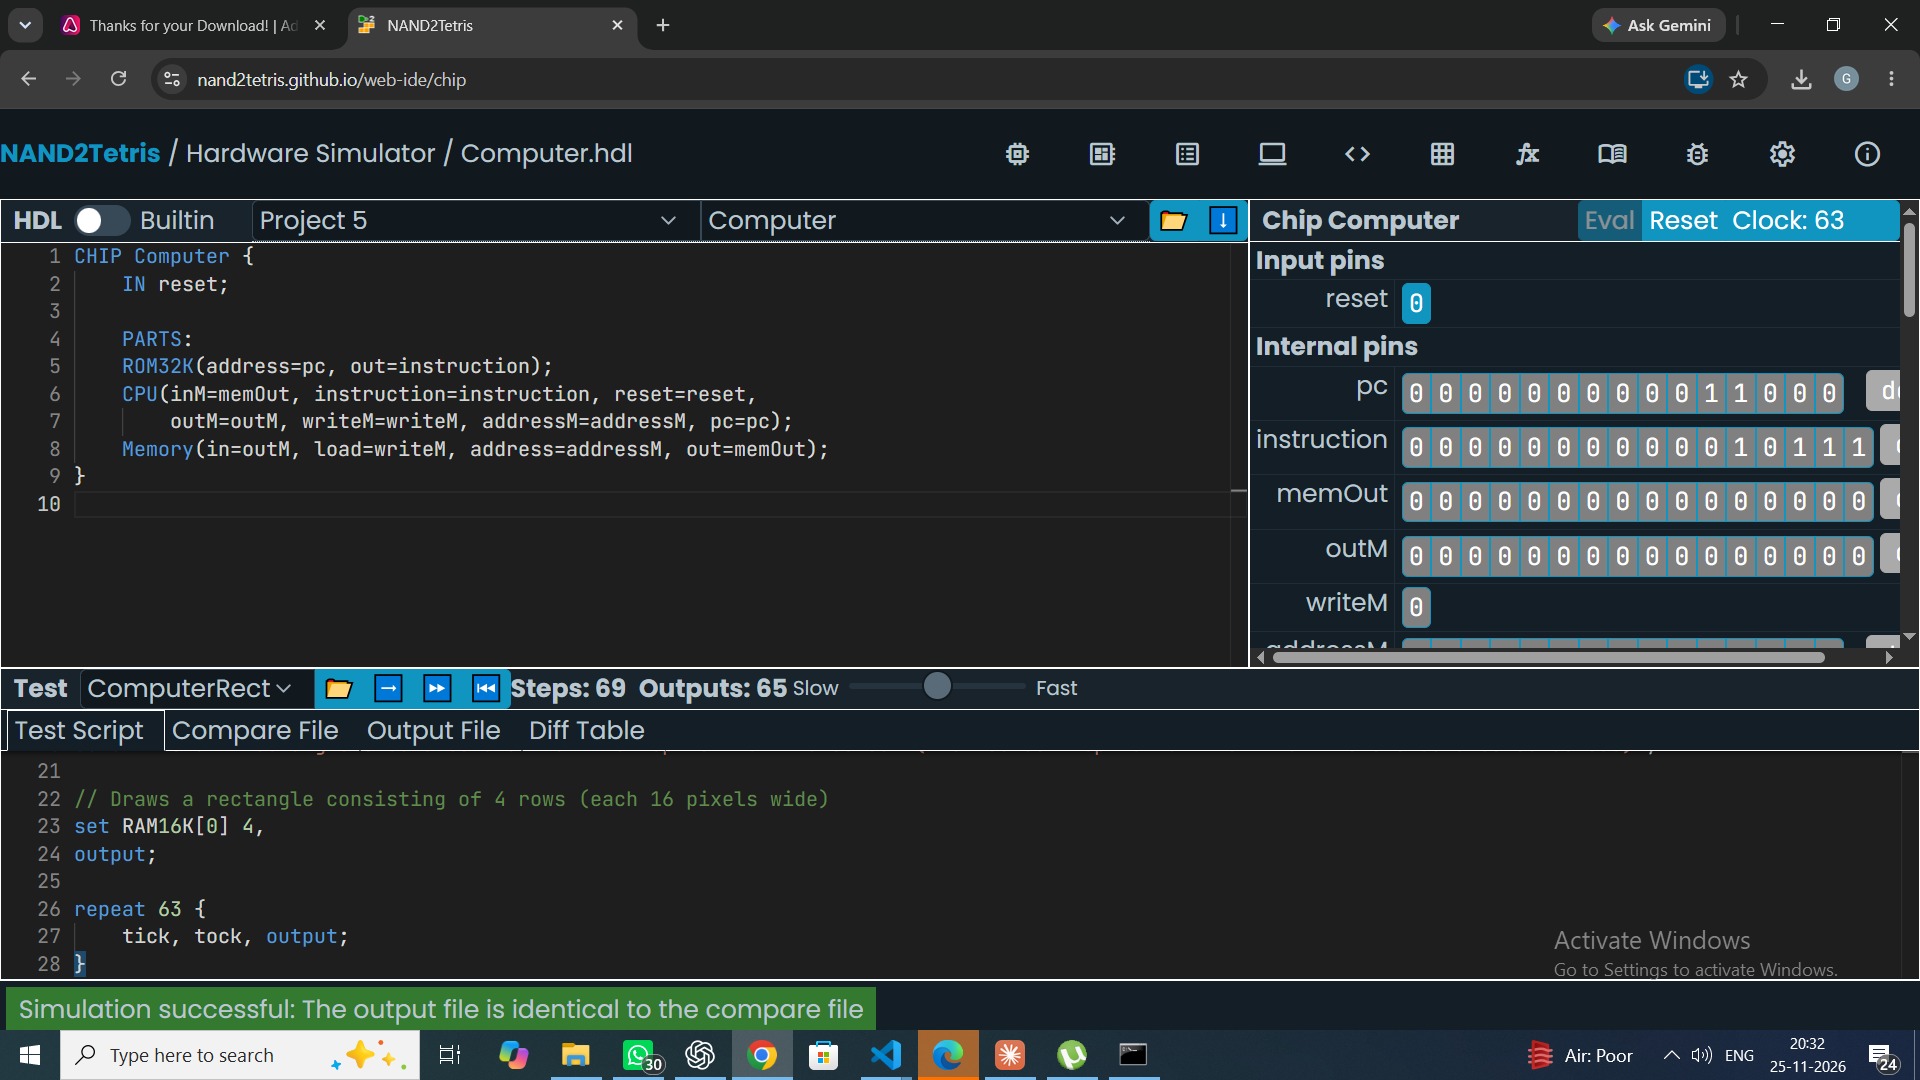 Thanks for your Download! | Ad
NAND2Tetris
Ask Gemini
nand2tetris.github.io/web-ide/chip
G
NAND2Tetris / Hardware Simulator / Computer.hdl
HDL Builtin Project 5 Computer
Chip Computer Eval Reset Clock: 63
1 CHIP Computer {
2 IN reset;
3
4 PARTS:
5 ROM32K(address=pc, out=instruction);
6 CPU(inM=memOut, instruction=instruction, reset=reset,
7 outM=outM, writeM=writeM, addressM=addressM, pc=pc);
8 Memory(in=outM, load=writeM, address=addressM, out=memOut);
9 }
10
Input pins
reset 0
Internal pins
pc 0 0 0 0 0 0 0 0 0 0 1 1 0 0 0
instruction 0 0 0 0 0 0 0 0 0 0 0 1 0 1 1 1
memOut 0 0 0 0 0 0 0 0 0 0 0 0 0 0 0 0
outM 0 0 0 0 0 0 0 0 0 0 0 0 0 0 0 0
writeM 0
addressM
Test ComputerRect Steps: 69 Outputs: 65 Slow Fast
Test Script Compare File Output File Diff Table
21
22 // Draws a rectangle consisting of 4 rows (each 16 pixels wide)
23 set RAM16K[0] 4,
24 output;
25
26 repeat 63 {
27 tick, tock, output;
28 }
Activate Windows
Go to Settings to activate Windows.
Simulation successful: The output file is identical to the compare file
Type here to search
30
Air: Poor
ENG
20:32
25-11-2026
24